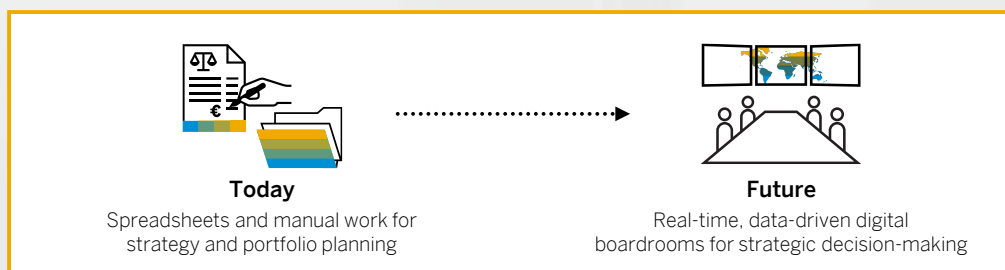 €
Today
Spreadsheets and manual work for
strategy and portfolio planning
Future
Real-time, data-driven digital
boardrooms for strategic decision-making